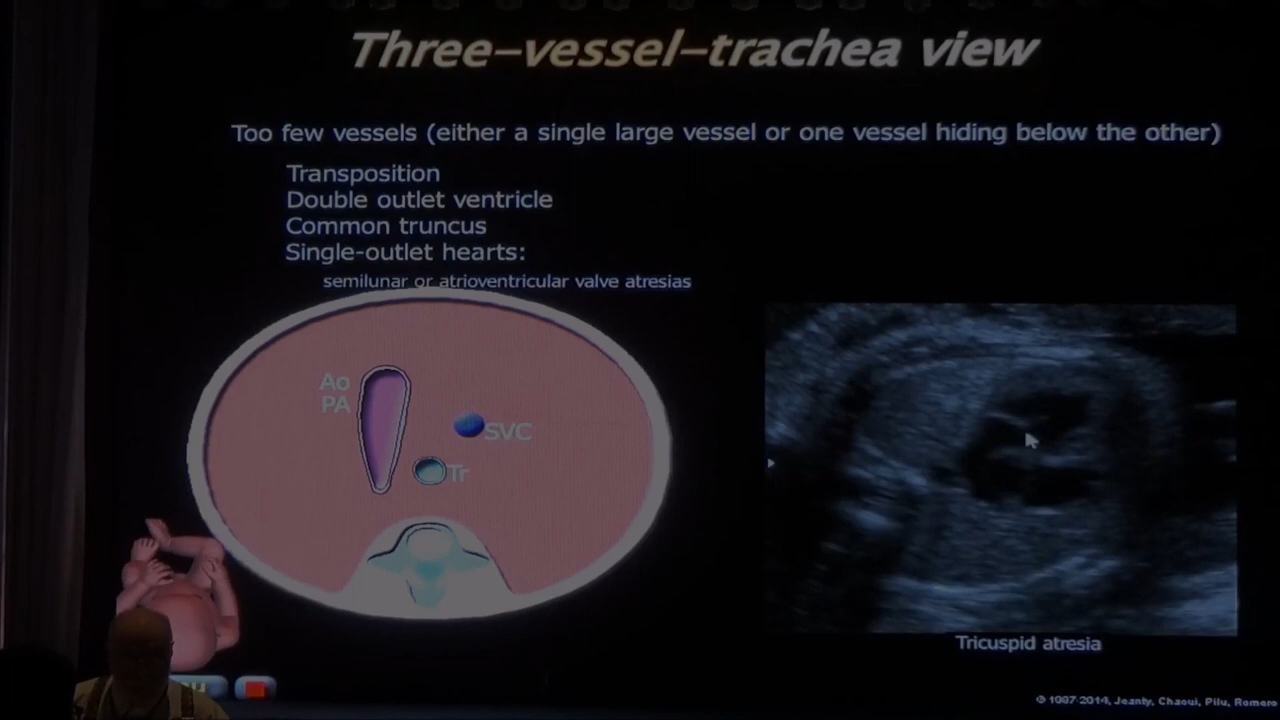 Three-vessel-trachea view
Too few vessels (either a single large vessel or one vessel hiding below the other)
Transposition
Double outlet ventricle
Common truncus
Single-outlet hearts:
semilunar or atrioventricular valve atresias
Ao
PA
SVC
Tr
Tricuspid atresia
© 1997-2014, Jeanty, Chaoui, Pilu, Romero